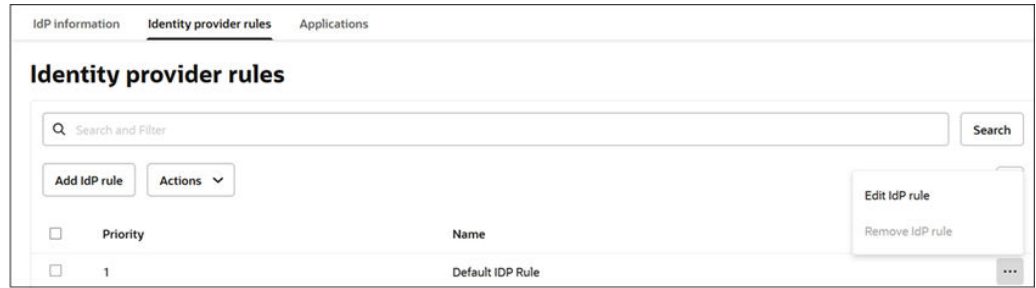 IdP information Identity provider rules Applications
Identity provider rules
Search and Filter Search
Add IdP rule Actions
Edit IdP rule
Remove IdP rule
Priority Name
1 Default IDP Rule ...